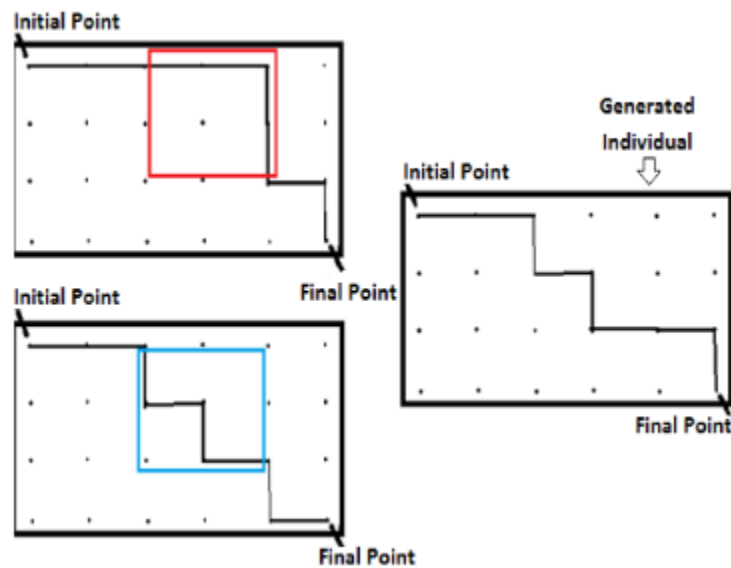 Initial Point
Final Point
Initial Point
Final Point
Generated
Individual
Initial Point
Final Point